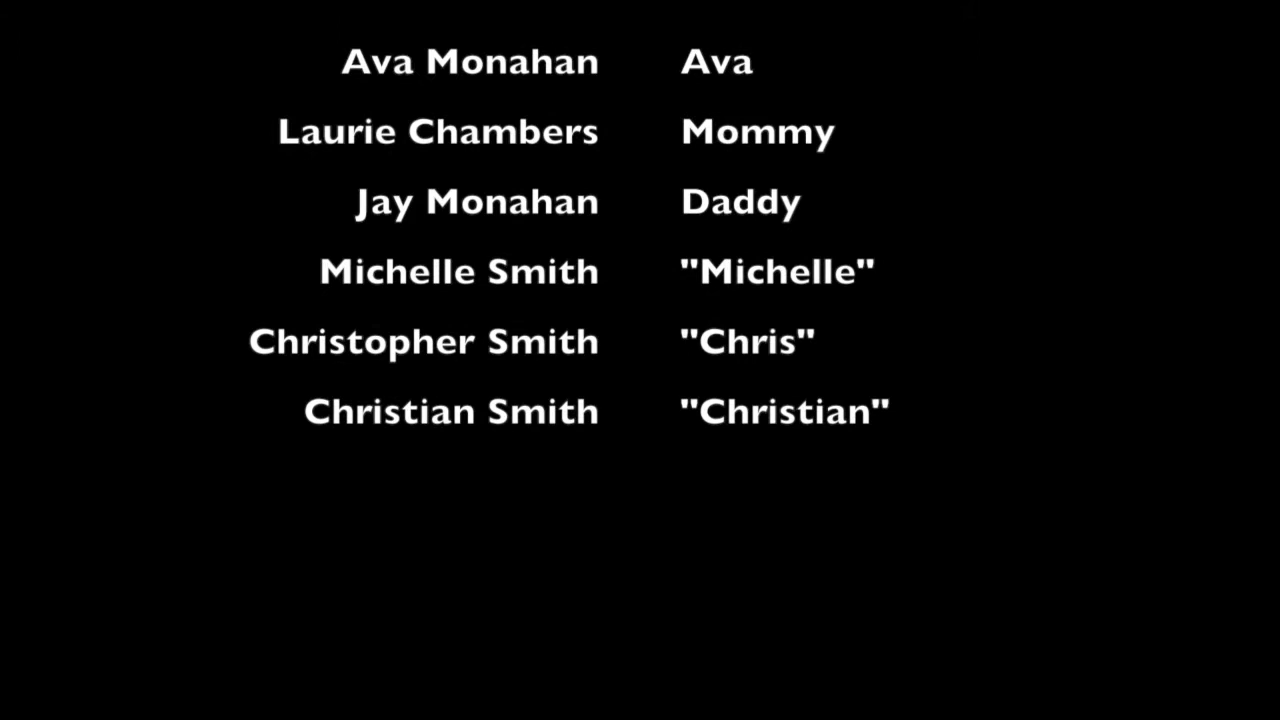 Ava Monahan Ava
Laurie Chambers Mommy
Jay Monahan Daddy
Michelle Smith "Michelle"
Christopher Smith "Chris"
Christian Smith "Christian"